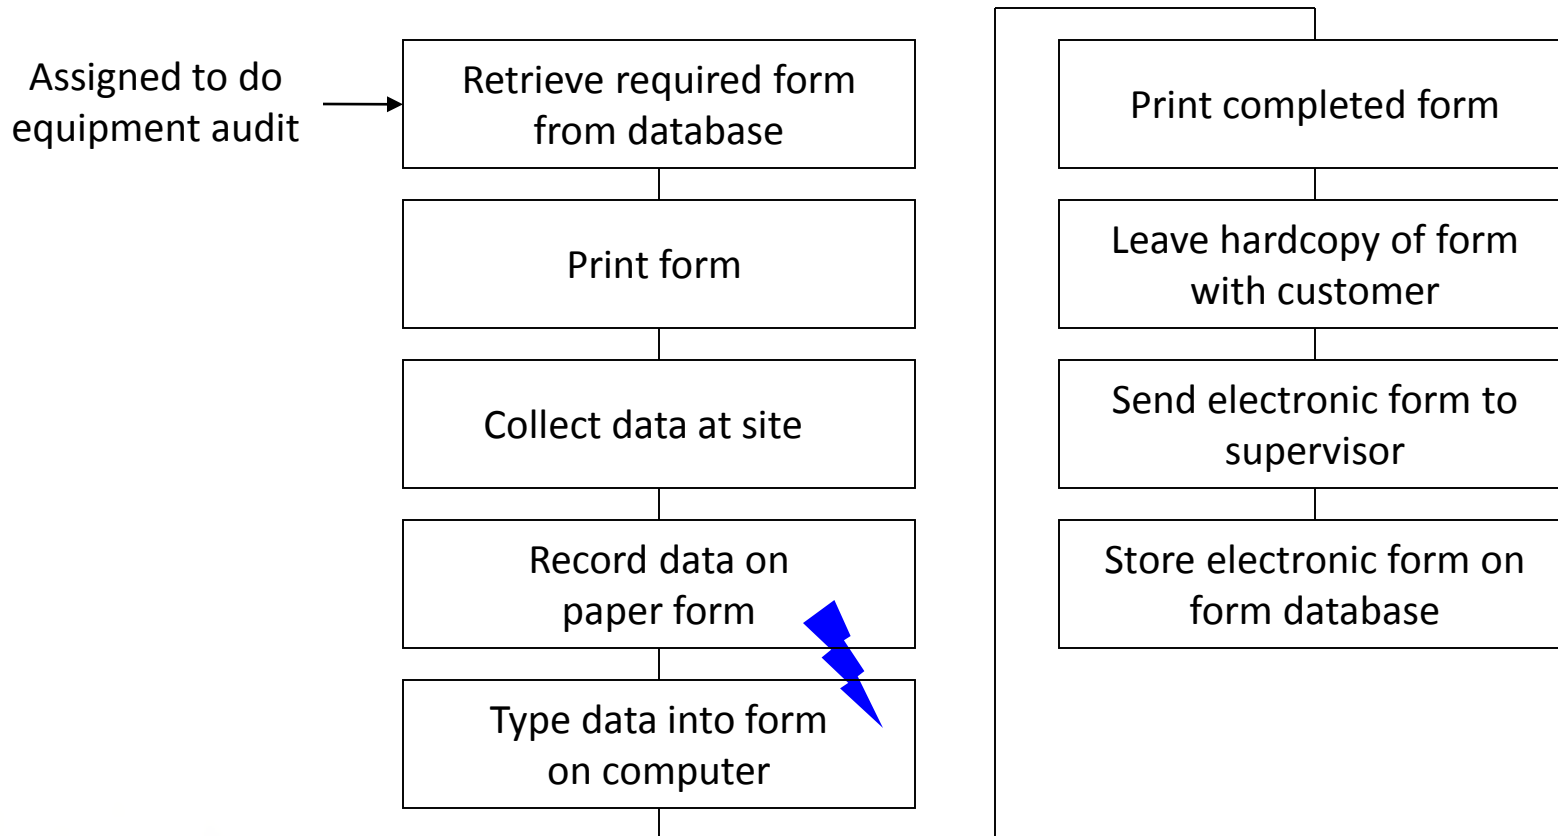 Assigned to do
equipment audit
Retrieve required form
from database
Print form
Collect data at site
Record data on
paper form
Type data into form
on computer
Print completed form
Leave hardcopy of form
with customer
Send electronic form to
supervisor
Store electronic form on
form database